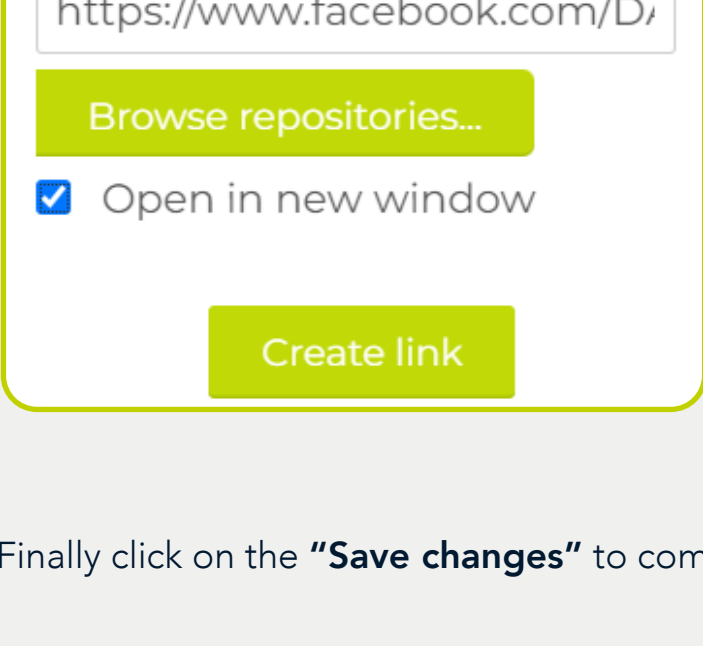 https://www.facebook.com/DA
Browse repositories...
Open in new window
Create link
Finally click on the “Save changes” to com